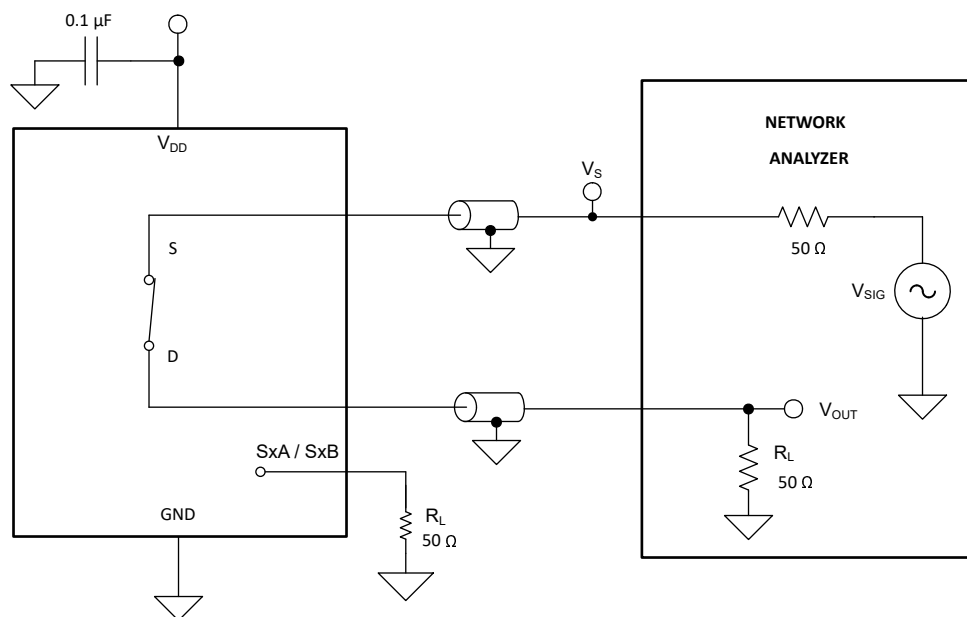 0.1 µF
V_DD
NETWORK
ANALYZER
V_S
S
50 Ω
V_SIG
D
V_OUT
SxA / SxB
R_L
50 Ω
GND
R_L
50 Ω